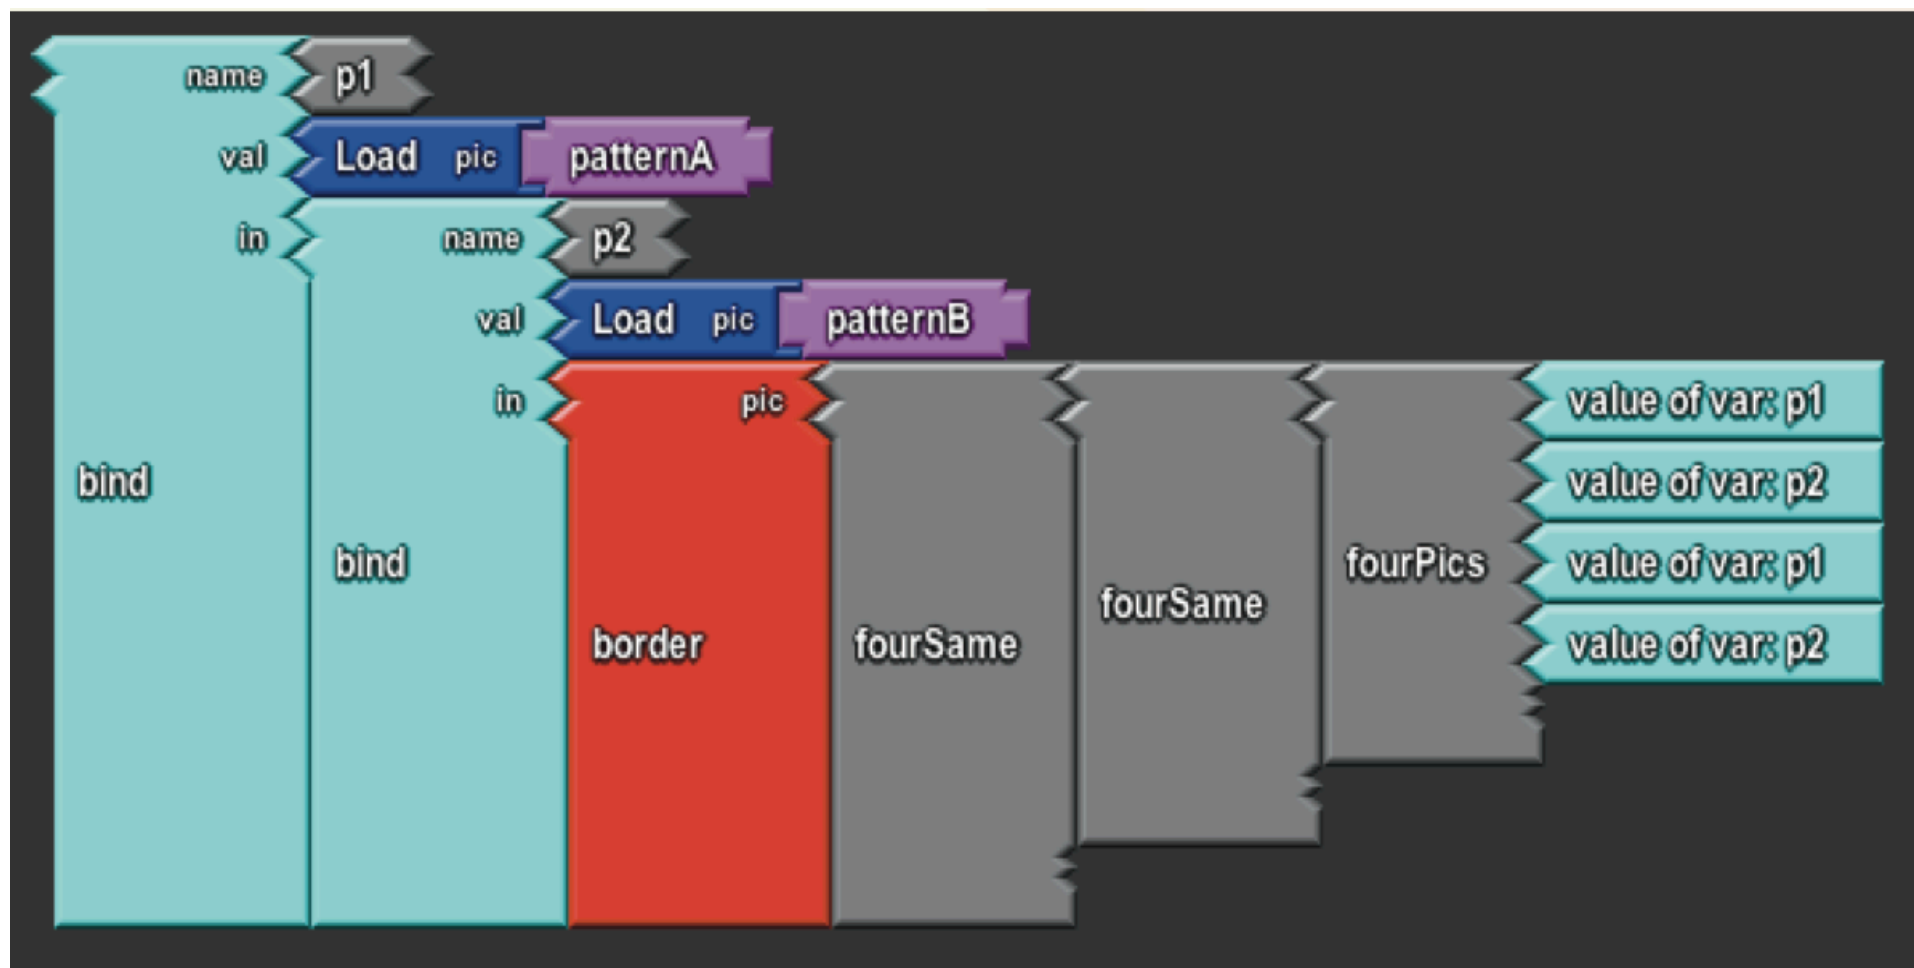 name p1
val Load pic patternA
in name p2
val Load pic patternB
in pic value of var: p1
bind value of var: p2
bind fourPics value of var: p1
fourSame
border fourSame value of var: p2